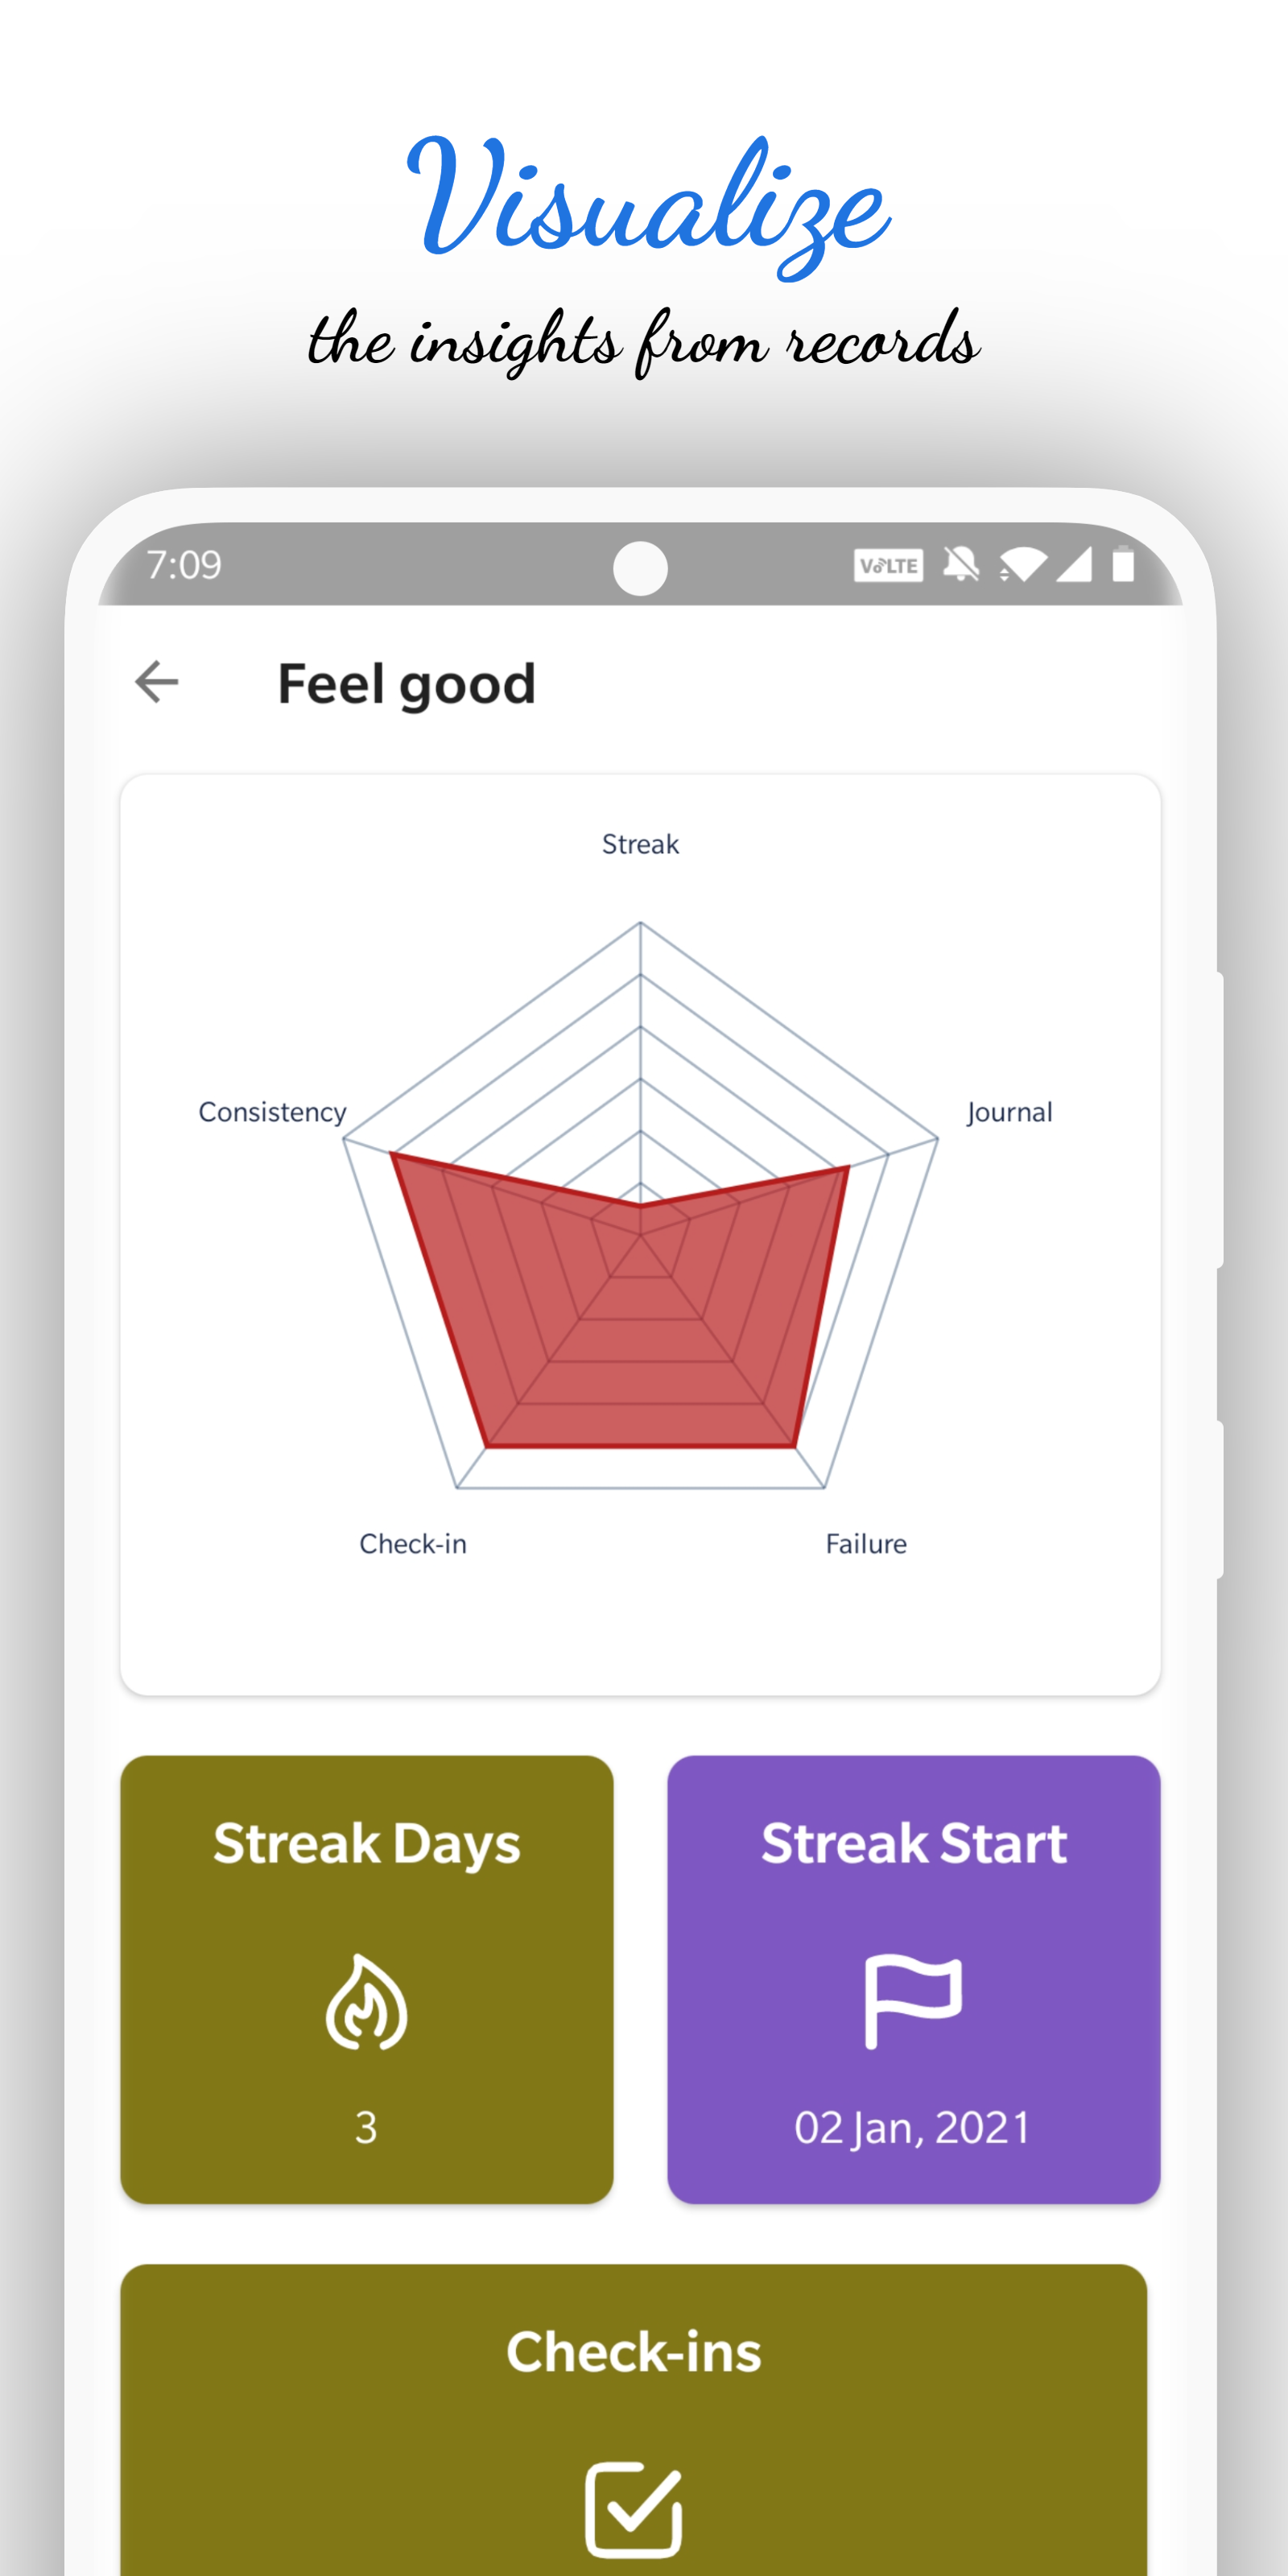 Visualize
the insights from records
7:09
VoLTE
Feel good
Streak
Consistency
Journal
Check-in
Failure
Streak Days
Streak Start
3
02 Jan, 2021
Check-ins